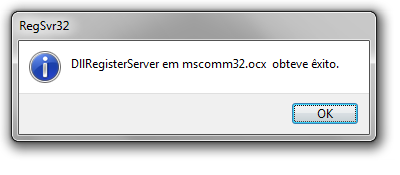 RegSvr32
DllRegisterServer em mscomm32.ocx obteve êxito.
OK